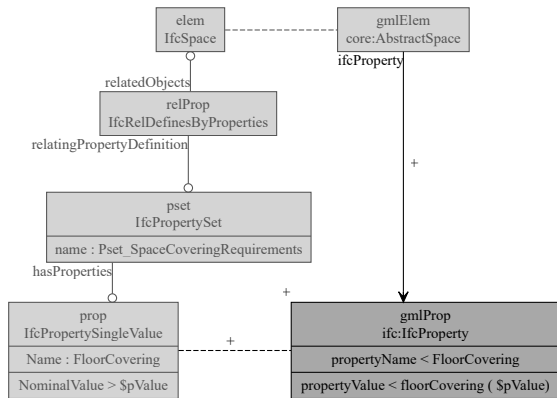 elem
IfcSpace
gmlElem
core:AbstractSpace
ifcProperty
relatedObjects
relProp
IfcRelDefinesByProperties
relatingPropertyDefinition
+
pset
IfcPropertySet
name : Pset_SpaceCoveringRequirements
hasProperties
+
prop
IfcPropertySingleValue
Name : FloorCovering
NominalValue > $pValue
+
gmlProp
ifc:IfcProperty
propertyName < FloorCovering
propertyValue < floorCovering ( $pValue)